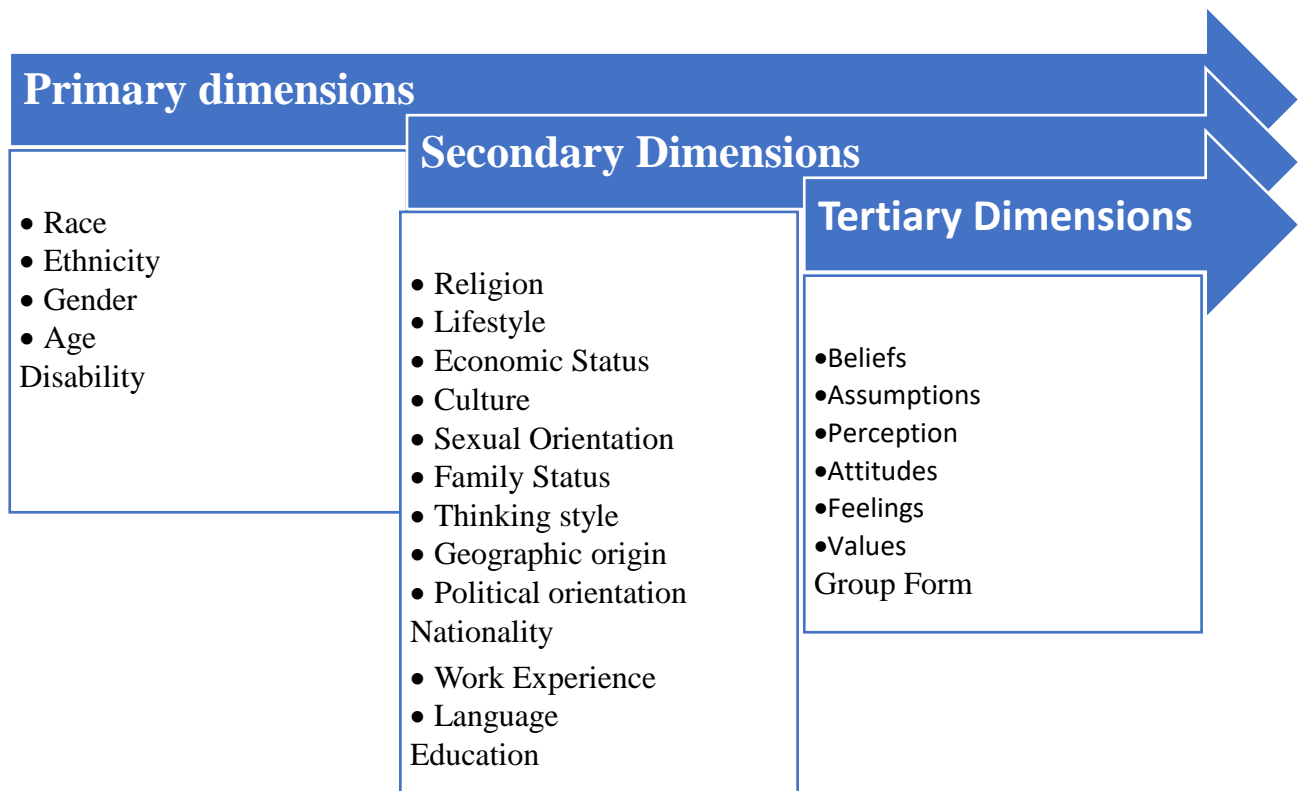 Primary dimensions
• Race
• Ethnicity
• Gender
• Age
Disability
Secondary Dimensions
• Religion
• Lifestyle
• Economic Status
• Culture
• Sexual Orientation
• Family Status
• Thinking style
• Geographic origin
• Political orientation
Nationality
• Work Experience
• Language
Education
Tertiary Dimensions
•Beliefs
•Assumptions
•Perception
•Attitudes
•Feelings
•Values
Group Form